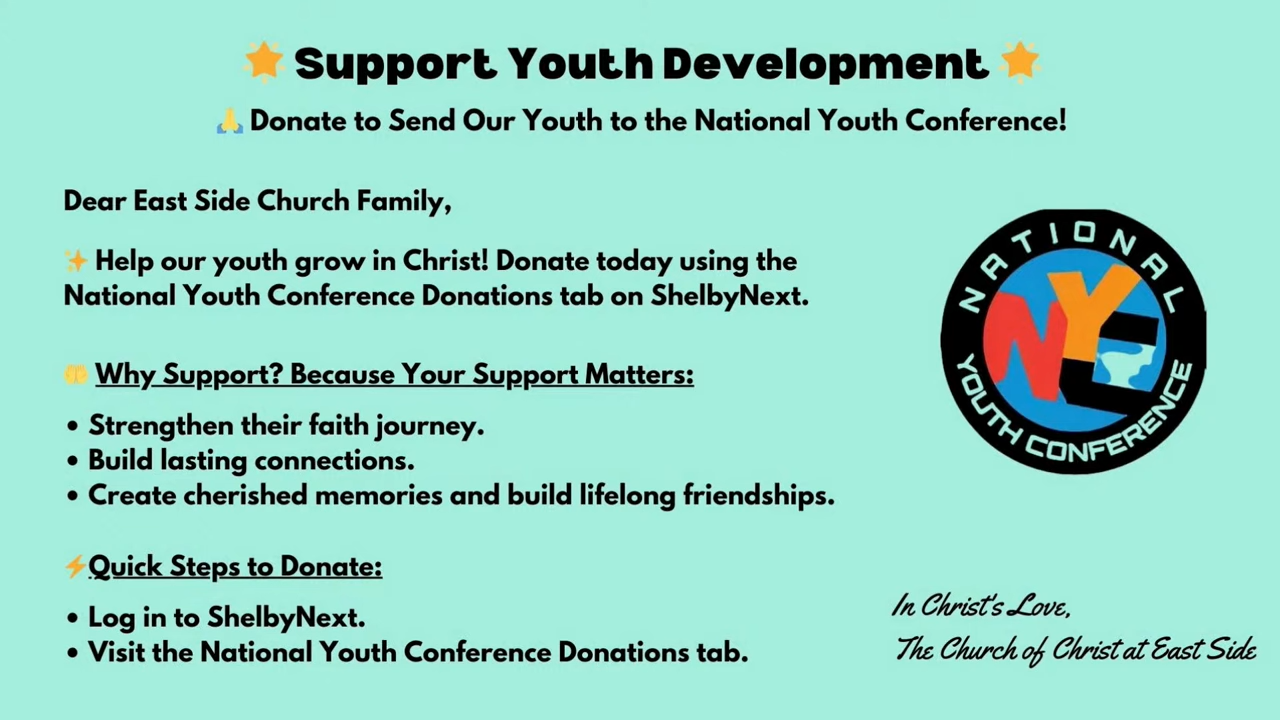 🌟 Support Youth Development 🌟
🙏 Donate to Send Our Youth to the National Youth Conference!
Dear East Side Church Family,
✨ Help our youth grow in Christ! Donate today using the
National Youth Conference Donations tab on ShelbyNext.
🤲 Why Support? Because Your Support Matters:
• Strengthen their faith journey.
• Build lasting connections.
• Create cherished memories and build lifelong friendships.
⚡Quick Steps to Donate:
• Log in to ShelbyNext.
• Visit the National Youth Conference Donations tab.
NATIONAL
NYC
YOUTH CONFERENCE
In Christ's Love,
The Church of Christ at East Side